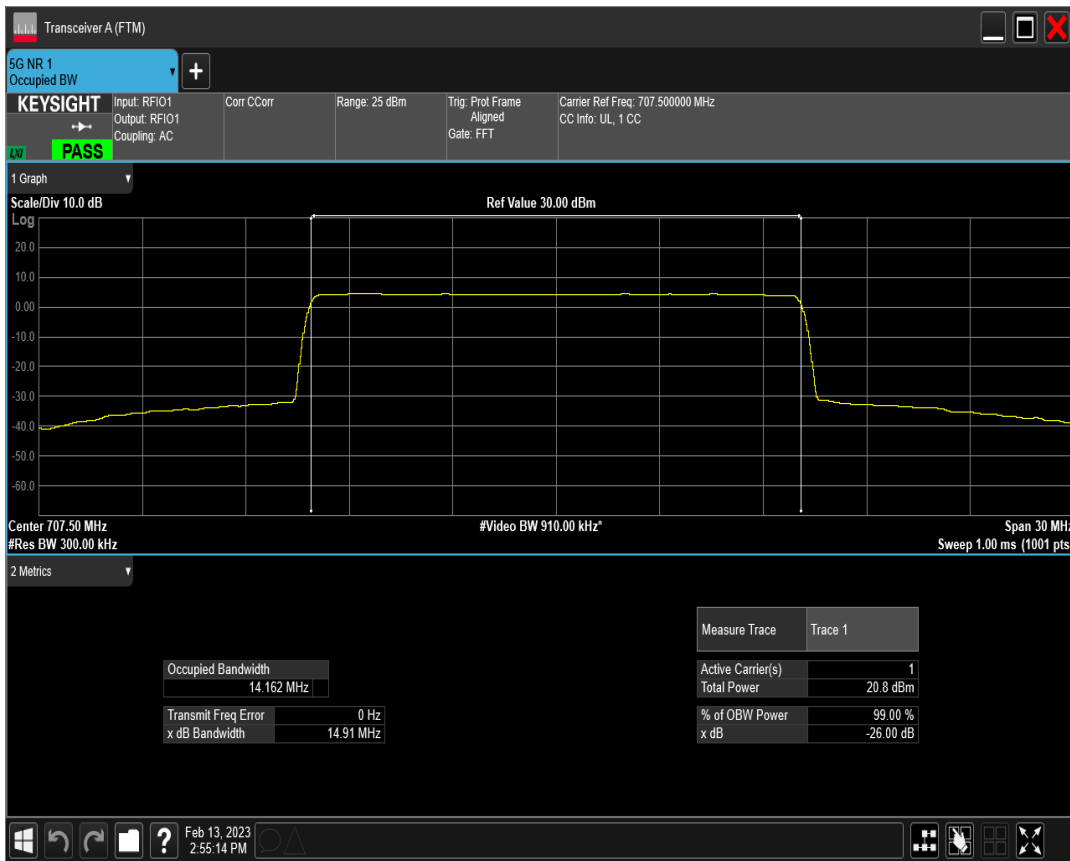 Transceiver A (FTM)
5G NR 1
Occupied BW
+
KEYSIGHT
LXI
PASS
Input: RFIO1
Output: RFIO1
Coupling: AC
Corr CCorr
Range: 25 dBm
Trig: Prot Frame
Aligned
Gate: FFT
Carrier Ref Freq: 707.500000 MHz
CC Info: UL, 1 CC
1 Graph
Scale/Div 10.0 dB
Ref Value 30.00 dBm
Log
20.0
10.0
0.00
-10.0
-20.0
-30.0
-40.0
-50.0
-60.0
Center 707.50 MHz
#Video BW 910.00 kHz*
Span 30 MHz
#Res BW 300.00 kHz
Sweep 1.00 ms (1001 pts
2 Metrics
Measure Trace Trace 1
Occupied Bandwidth
14.162 MHz
Active Carrier(s) 1
Total Power 20.8 dBm
Transmit Freq Error 0 Hz
x dB Bandwidth 14.91 MHz
% of OBW Power 99.00 %
x dB -26.00 dB
?
Feb 13, 2023
2:55:14 PM